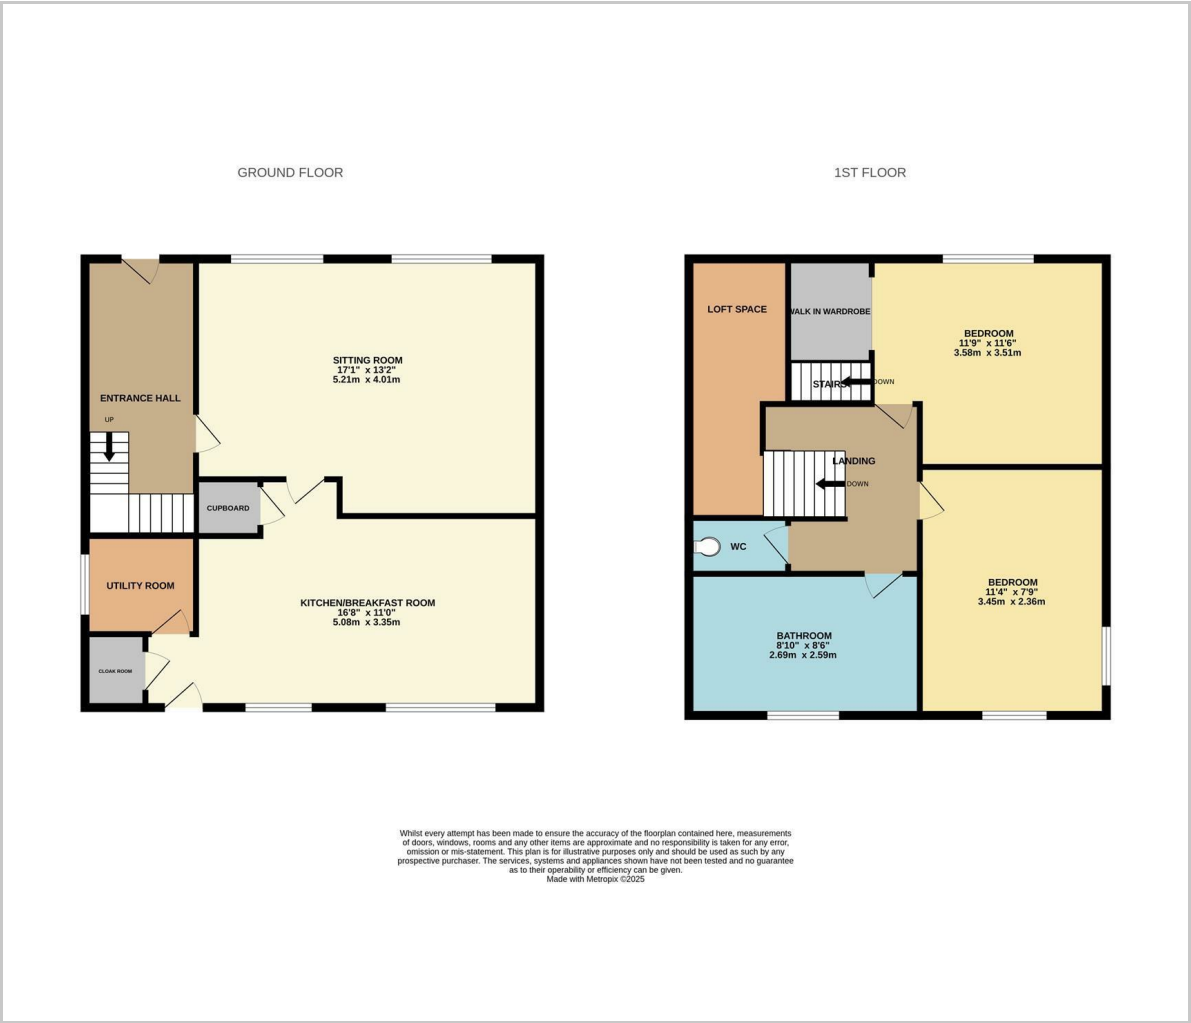 GROUND FLOOR
1ST FLOOR
SITTING ROOM
17'1" x 13'2"
5.21m x 4.01m
ENTRANCE HALL
UP
CUPBOARD
UTILITY ROOM
KITCHEN/BREAKFAST ROOM
16'8" x 11'0"
5.08m x 3.35m
CLOAK ROOM
LOFT SPACE
WALK IN WARDROBE
BEDROOM
11'9" x 11'6"
3.58m x 3.51m
STAIRS
DOWN
LANDING
DOWN
WC
BEDROOM
11'4" x 7'9"
3.45m x 2.36m
BATHROOM
8'10" x 8'6"
2.69m x 2.59m
Whilst every attempt has been made to ensure the accuracy of the floorplan contained here, measurements
of doors, windows, rooms and any other items are approximate and no responsibility is taken for any error,
omission or mis-statement. This plan is for illustrative purposes only and should be used as such by any
prospective purchaser. The services, systems and appliances shown have not been tested and no guarantee
as to their operability or efficiency can be given.
Made with Metropix ©2025